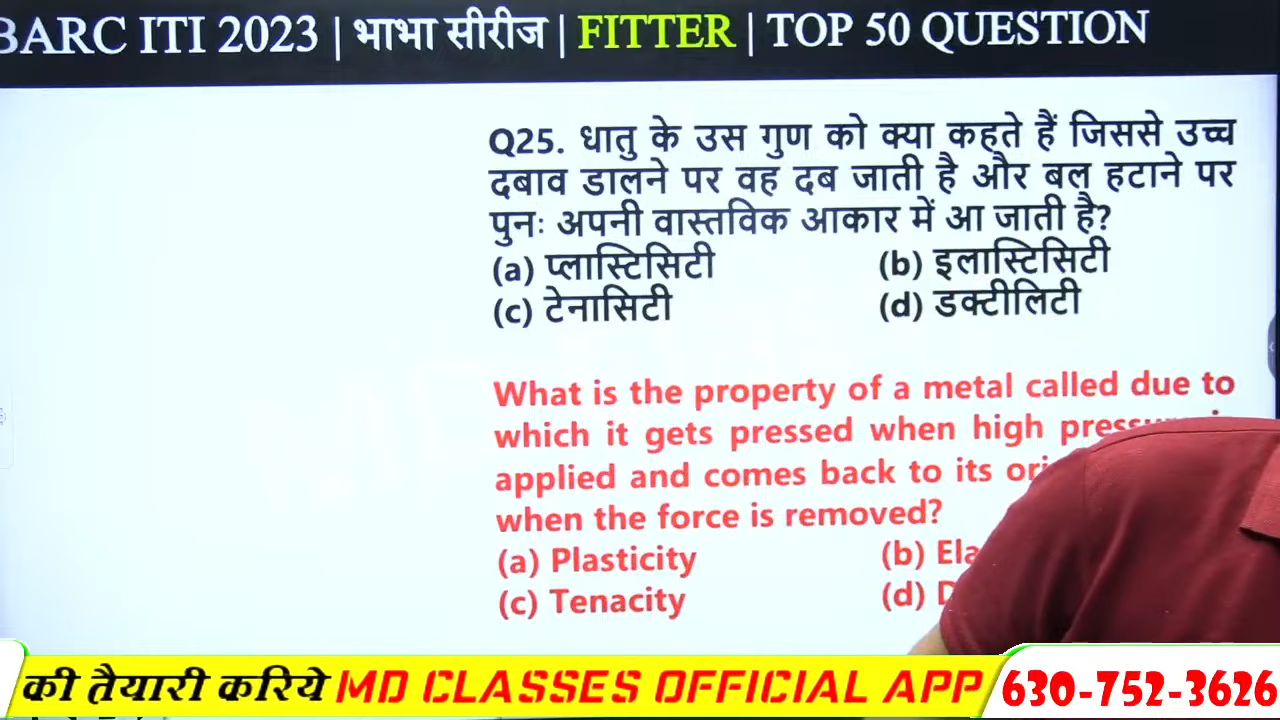 BARC ITI 2023 | भाभा सीरीज | FITTER | TOP 50 QUESTION
Q25. धातु के उस गुण को क्या कहते हैं जिससे उच्च
दबाव डालने पर वह दब जाती है और बल हटाने पर
पुनः अपनी वास्तविक आकार में आ जाती है?
(a) प्लास्टिसिटी (b) इलास्टिसिटी
(c) टेनासिटी (d) डक्टीलिटी
What is the property of a metal called due to
which it gets pressed when high
applied and comes back to its
when the force is removed?
(a) Plasticity (b)
(c) Tenacity (d)
की तैयारी करिये MD CLASSES OFFICIAL APP 630-752-3626